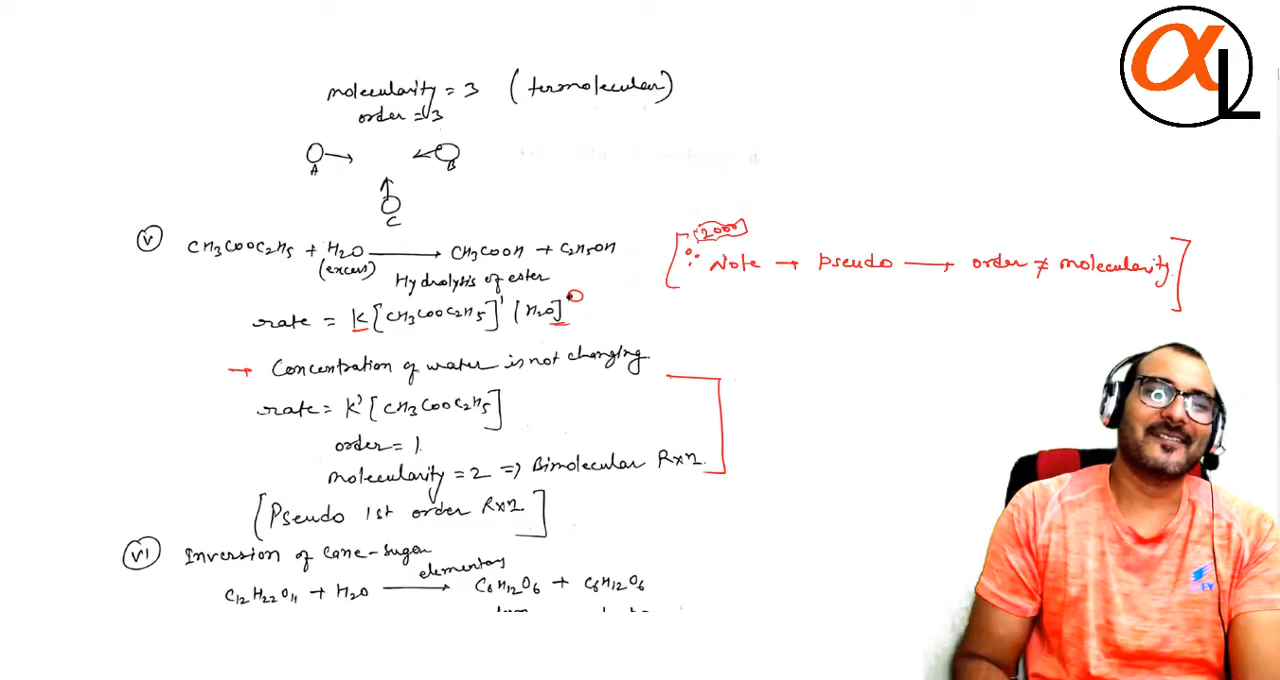 αL
molecularity = 3 (termolecular)
order = 3
A
B
C
(V) CH3COOC2H5 + H2O ⟶ CH3COOH + C2H5OH
(excess)
Hydrolysis of ester
2000
∵ Note → Pseudo → order ≠ molecularity
rate = K[CH3COOC2H5]¹ [H2O]⁰
→ Concentration of water is not changing.
rate = K'[CH3COOC2H5]
order = 1.
molecularity = 2 ⇒ Bimolecular Rxn.
[Pseudo 1st order Rxn]
(VI) Inversion of Cane-Sugar
elementary
C12H22O11 + H2O ⟶ C6H12O6 + C6H12O6